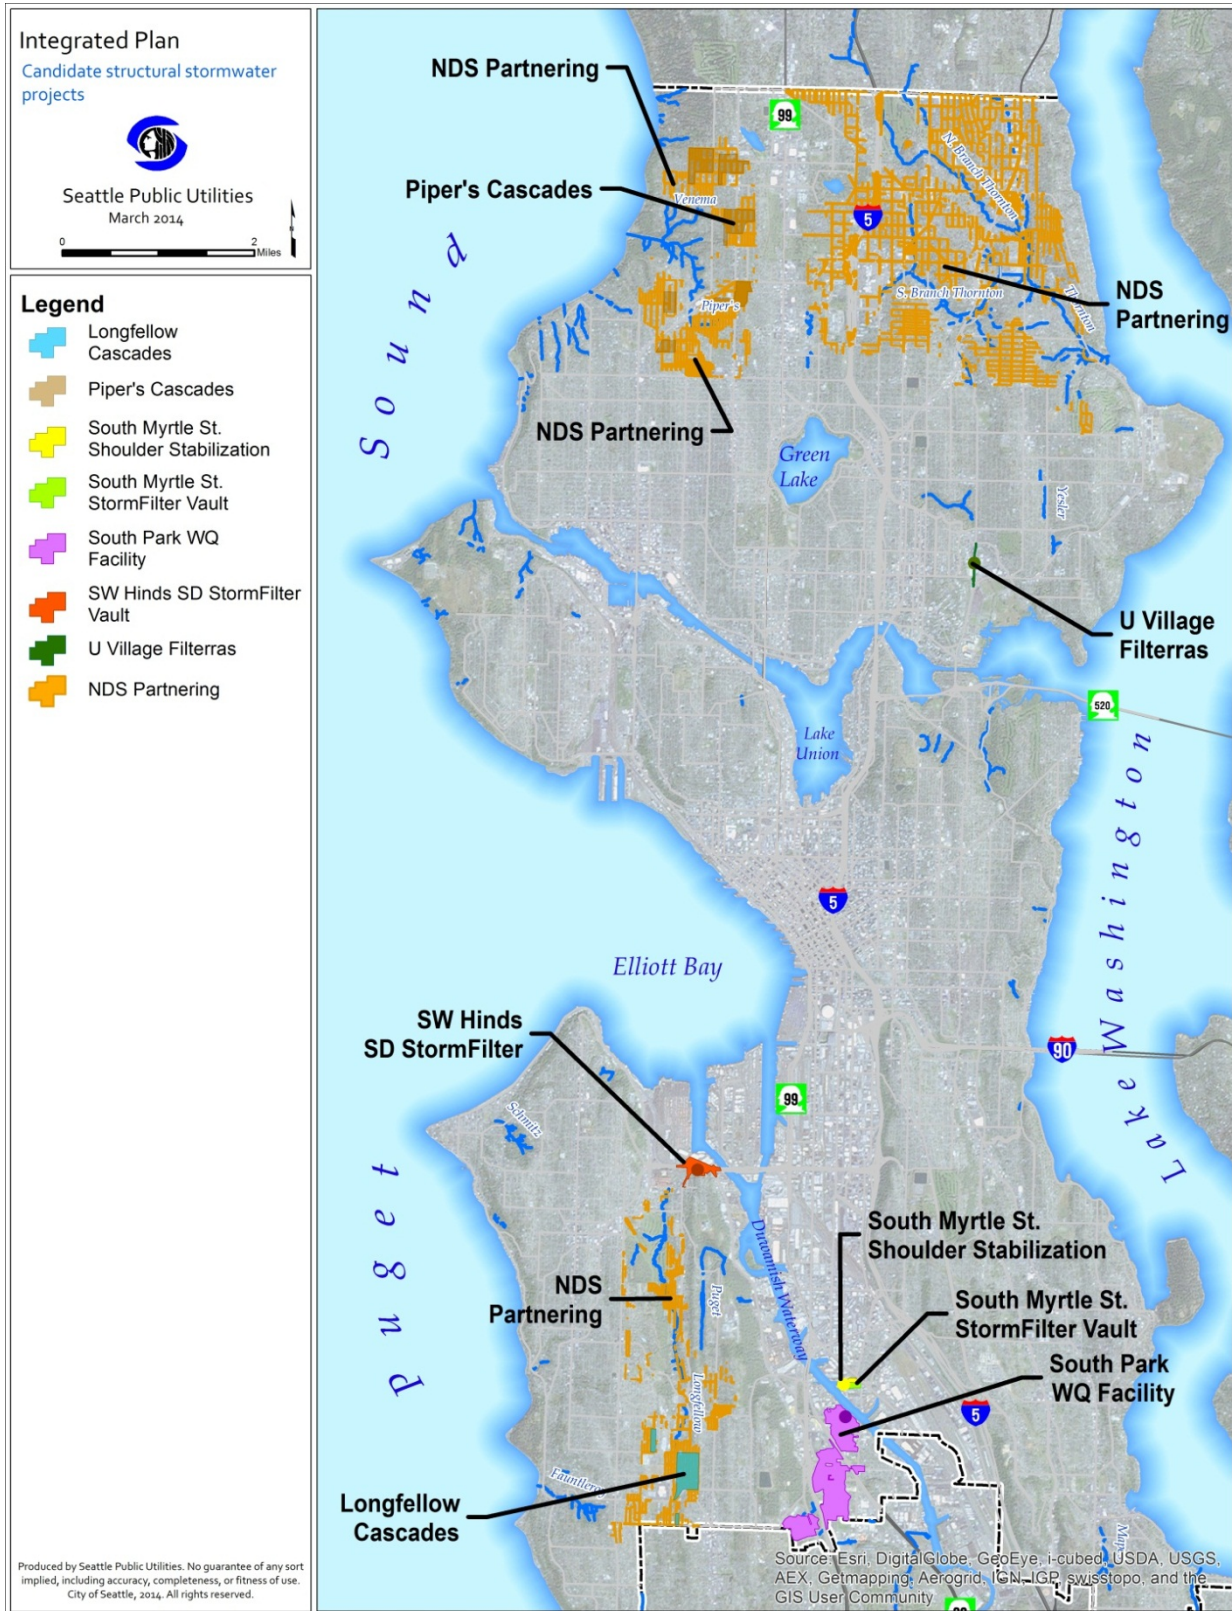 Integrated Plan
Candidate structural stormwater
projects
Seattle Public Utilities
March 2014
0
2
Miles
N
Legend
Longfellow
Cascades
Piper's Cascades
South Myrtle St.
Shoulder Stabilization
South Myrtle St.
StormFilter Vault
South Park WQ
Facility
SW Hinds SD StormFilter
Vault
U Village Filterras
NDS Partnering
Produced by Seattle Public Utilities. No guarantee of any sort
implied, including accuracy, completeness, or fitness of use.
City of Seattle, 2014. All rights reserved.
NDS Partnering
99
N. Branch Thornton
Piper's Cascades
Venema
5
S. Branch Thornton
Thornton
NDS
Partnering
Piper's
NDS Partnering
Green
Lake
Yesler
U Village
Filterras
520
Lake
Union
5
Elliott Bay
Lake Washington
SW Hinds
SD StormFilter
90
99
Schmitz
Puget Sound
Duwamish Waterway
South Myrtle St.
Shoulder Stabilization
NDS
Partnering
Puget
South Myrtle St.
StormFilter Vault
South Park
WQ Facility
Longfellow
5
Fauntleroy
Longfellow
Cascades
Source: Esri, DigitalGlobe, GeoEye, i-cubed, USDA, USGS,
AEX, Getmapping, Aerogrid, IGN, IGP, swisstopo, and the
GIS User Community